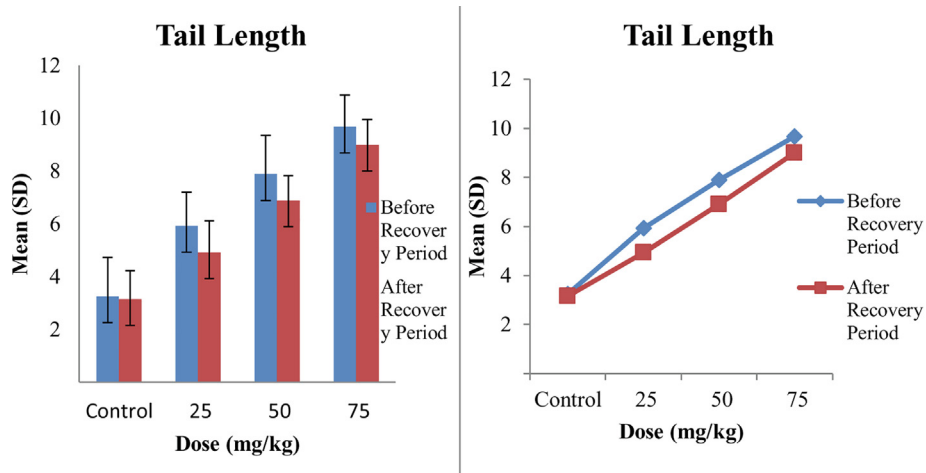 Tail Length
12
10
8
6
4
2
Mean (SD)
Before
Recover
y Period
After
Recover
y Period
Control 25 50 75
Dose (mg/kg)
Tail Length
12
10
8
6
4
2
Mean (SD)
Before
Recovery
Period
After
Recovery
Period
Control 25 50 75
Dose (mg/kg)